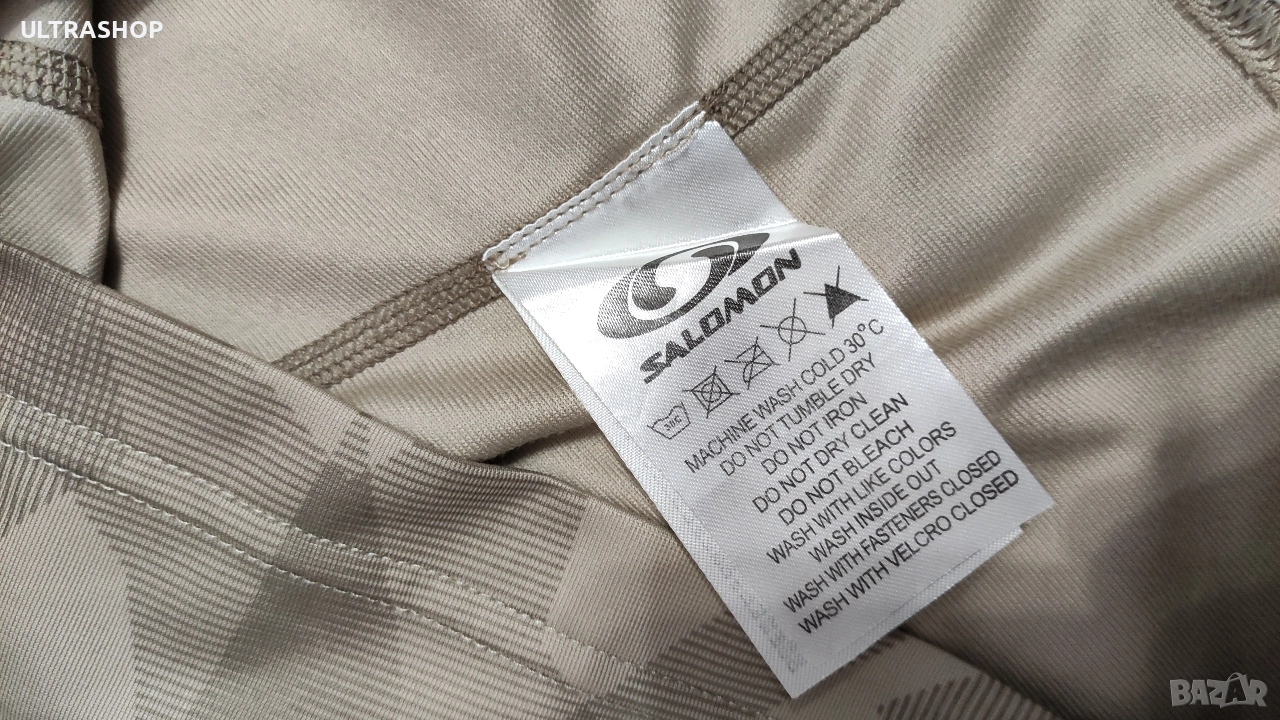 ULTRASHOP
SALOMON
30°C
MACHINE WASH COLD 30°C
DO NOT TUMBLE DRY
DO NOT IRON
DO NOT DRY CLEAN
DO NOT BLEACH
WASH WITH LIKE COLORS
WASH INSIDE OUT
WASH WITH FASTENERS CLOSED
WASH WITH VELCRO CLOSED
BAZAR